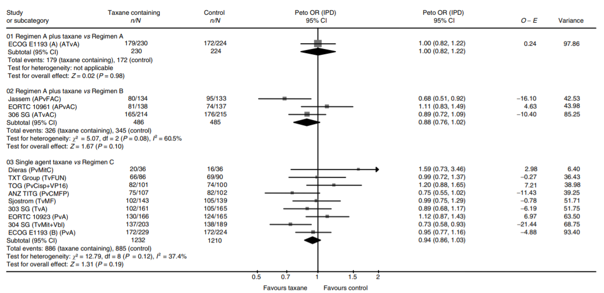 Study or subcategory Taxane containing n/N Control n/N Peto OR (IPD) 95% CI Peto OR (IPD) 95% CI O – E Variance
01 Regimen A plus taxane vs Regimen A
ECOG E1193 (A) (ATvA) 179/230 172/224 1.00 (0.82, 1.22) 0.24 97.86
Subtotal (95% CI) 230 224 1.00 (0.82, 1.22)
Total events: 179 (taxane containing), 172 (control)
Test for heterogeneity: not applicable
Test for overall effect: Z = 0.02 (P = 0.98)
02 Regimen A plus taxane vs Regimen B
Jassem (APvFAC) 80/134 95/133 0.68 (0.51, 0.92) –16.10 42.53
EORTC 10961 (APvAC) 81/138 74/137 1.11 (0.83, 1.49) 4.63 43.98
306 SG (ATvAC) 165/214 176/215 0.89 (0.72, 1.09) –10.40 85.25
Subtotal (95% CI) 486 485 0.88 (0.76, 1.02)
Total events: 326 (taxane containing), 345 (control)
Test for heterogeneity: χ² = 5.07, df = 2 (P = 0.08), I² = 60.5%
Test for overall effect: Z = 1.67 (P = 0.10)
03 Single agent taxane vs Regimen C
Dieras (PvMitC) 20/36 16/36 1.59 (0.73, 3.46) 2.98 6.40
TXT Group (TvFUN) 66/86 69/90 0.99 (0.72, 1.37) –0.27 36.43
TOG (PvCisp+VP16) 82/101 74/100 1.20 (0.88, 1.65) 7.21 38.98
ANZ TITG (PvCMFP) 75/107 82/102 0.75 (0.55, 1.02) –11.43 39.25
Sjostrom (TvMF) 102/143 105/139 0.99 (0.75, 1.29) –0.78 51.71
303 SG (TvA) 102/161 105/165 0.89 (0.68, 1.17) –6.19 51.75
EORTC 10923 (PvA) 130/166 124/165 1.12 (0.87, 1.43) 6.97 63.50
304 SG (TvMit+Vbl) 137/203 138/189 0.73 (0.58, 0.93) –21.44 68.75
ECOG E1193 (B) (PvA) 172/229 172/224 0.95 (0.77, 1.16) –4.88 93.40
Subtotal (95% CI) 1232 1210 0.94 (0.86, 1.03)
Total events: 886 (taxane containing), 885 (control)
Test for heterogeneity: χ² = 12.79, df = 8 (P = 0.12), I² = 37.4%
Test for overall effect: Z = 1.31 (P = 0.19)
0.5 0.7 1 1.5 2
Favours taxane Favours control